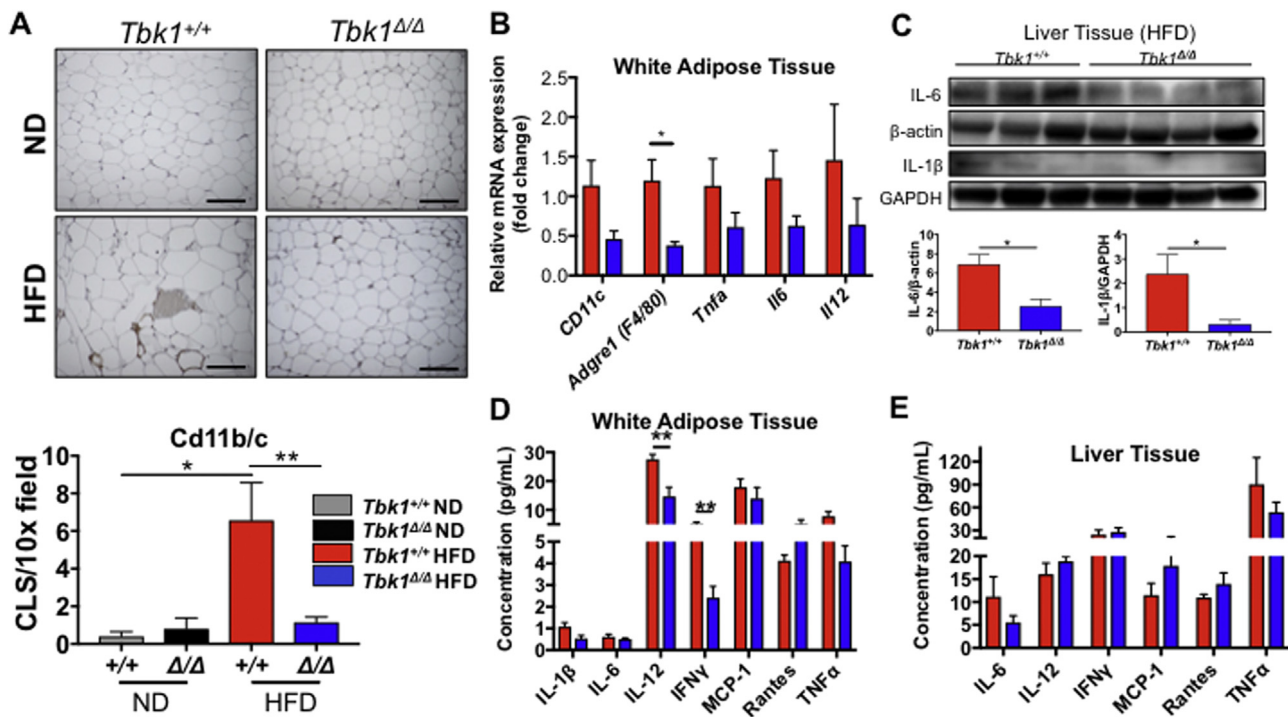 A
Tbk1+/+
Tbk1Δ/Δ
ND
HFD
Cd11b/c
CLS/10x field
10
8
6
4
2
0
*
**
Tbk1+/+ ND
Tbk1Δ/Δ ND
Tbk1+/+ HFD
Tbk1Δ/Δ HFD
+/+
Δ/Δ
+/+
Δ/Δ
ND
HFD
B
White Adipose Tissue
Relative mRNA expression
(fold change)
2.5
2.0
1.5
1.0
0.5
0.0
*
CD11c
Adgre1 (F4/80)
Tnfa
Il6
Il12
C
Liver Tissue (HFD)
Tbk1+/+
Tbk1Δ/Δ
IL-6
β-actin
IL-1β
GAPDH
IL-6/β-actin
10
8
6
4
2
0
*
Tbk1+/+
Tbk1Δ/Δ
IL-1β/GAPDH
4
3
2
1
0
*
Tbk1+/+
Tbk1Δ/Δ
D
White Adipose Tissue
Concentration (pg/mL)
30
20
10
5
4
3
2
1
0
**
**
IL-1β
IL-6
IL-12
IFNγ
MCP-1
Rantes
TNFα
E
Liver Tissue
Concentration (pg/mL)
120
90
60
30
20
15
10
5
0
IL-6
IL-12
IFNγ
MCP-1
Rantes
TNFα